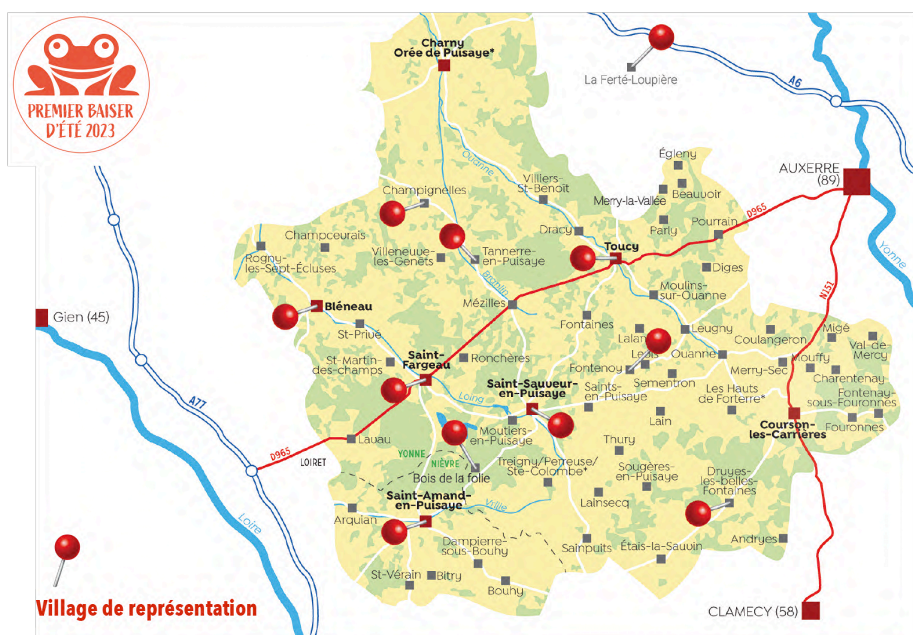 PREMIER BAISER
D'ÉTÉ 2023
Charny
Orée de Puisaye*
La Ferté-Loupière
A6
AUXERRE
(89)
Yonne
Ouanne
Égleny
Beauvoir
Villiers-
St-Benoît
Merry-la-Vallée
Champignelles
Parly
Pourrain
D965
Dracy
Toucy
Champceurais
Rogny-
les-Sept-Écluses
Villeneuve-
les-Genêts
Tannerre-
en-Puisaye
Diges
Moulins-
sur-Ouanne
N151
Mézilles
Bléneau
Gien (45)
St-Privé
Fontaines
Leugny
Coulangeron
Migé
Val-de-
Mercy
St-Martin-
des-champs
Saint-
Fargeau
Ronchères
Fontenoy
Ouanne
Merry-Sec
Mouffy
Charentenay
Sementron
Saints-
en-Puisaye
Les Hauts
de Forterre*
Fontenay-
sous-Fouronnes
Fouronnes
Saint-Sauveur-
en-Puisaye
Loing
Lain
Courson-
les-Carrières
A77
D965
Lavau
Moutiers-
en-Puisaye
Thury
LOIRET
YONNE
NIÈVRE
Bois de la folie
Treigny/Perreuse/
Ste-Colombe*
Sougères-
en-Puisaye
Druyes-
les-belles-
Fontaines
Saint-Amand-
en-Puisaye
Vrille
Lainsecq
Loire
Arquian
Dampierre-
sous-Bouhy
Sainpuits
Étais-la-Sauvin
Andryes
St-Vérain
Bitry
Bouhy
Village de représentation
CLAMECY (58)